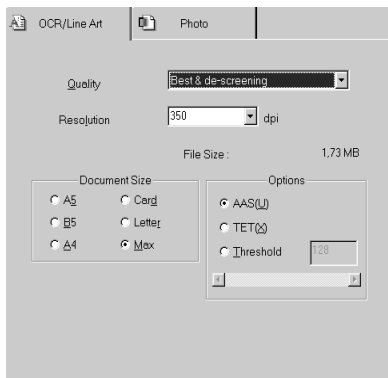 OCR/Line Art Photo
Quality Best & de-screening
Resolution 350 dpi
File Size : 1,73 MB
Document Size
A5 Card
B5 Letter
A4 Max
Options
AAS(U)
TET(X)
Threshold 128